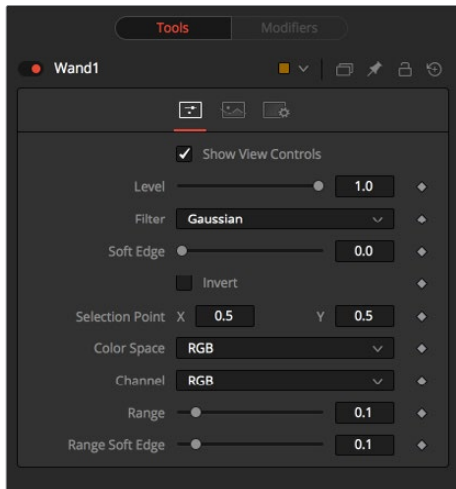 Tools Modifiers
Wand1
Show View Controls
Level 1.0
Filter Gaussian
Soft Edge 0.0
Invert
Selection Point X 0.5 Y 0.5
Color Space RGB
Channel RGB
Range 0.1
Range Soft Edge 0.1